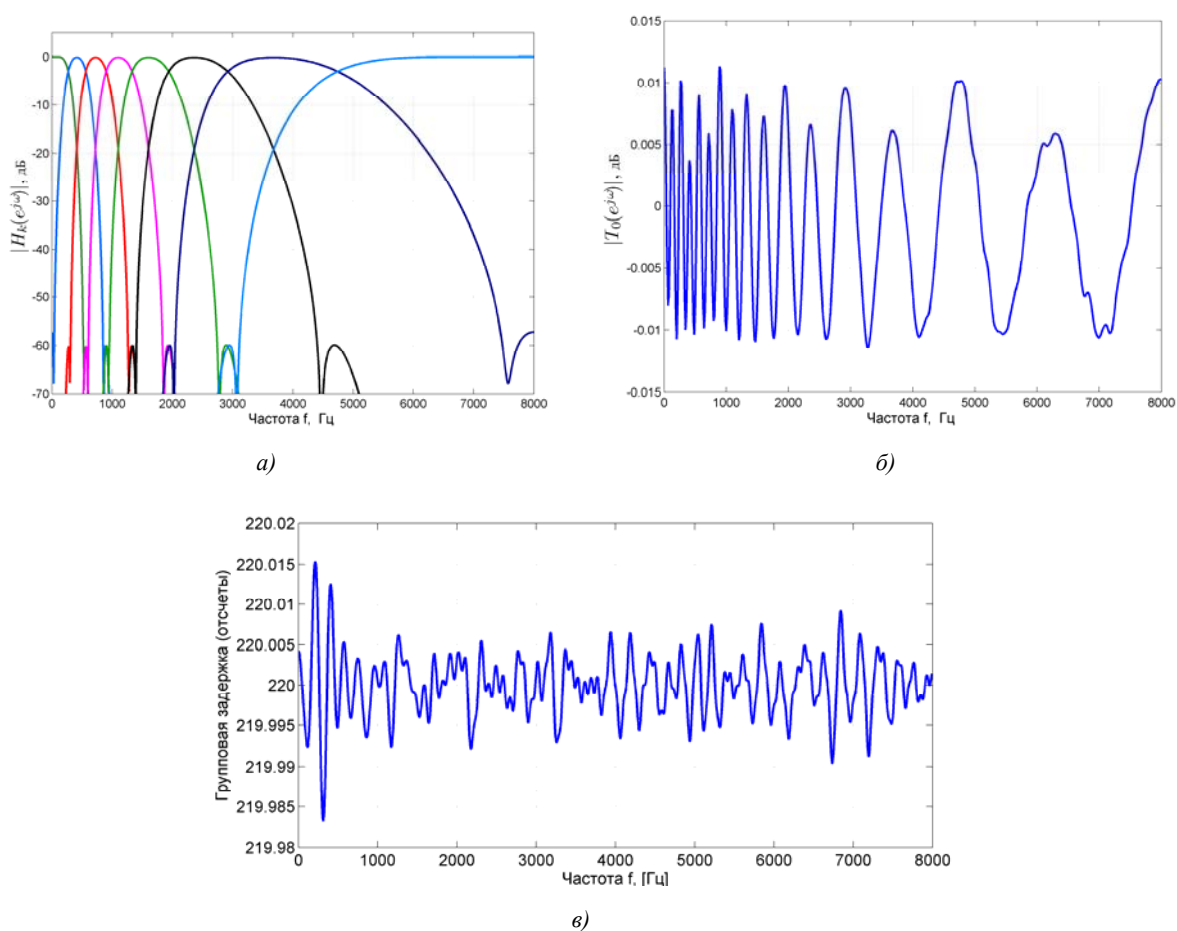 0
-10
-20
-30
-40
-50
-60
-70
|H_k(e^{jω})|, дБ
0 1000 2000 3000 4000 5000 6000 7000 8000
Частота f, Гц
а)
0.015
0.01
0.005
0
-0.005
-0.01
-0.015
|T_0(e^{jω})|, дБ
0 1000 2000 3000 4000 5000 6000 7000 8000
Частота f, Гц
б)
220.02
220.015
220.01
220.005
220
219.995
219.99
219.985
219.98
Групповая задержка (отсчеты)
0 1000 2000 3000 4000 5000 6000 7000 8000
Частота f, [Гц]
в)